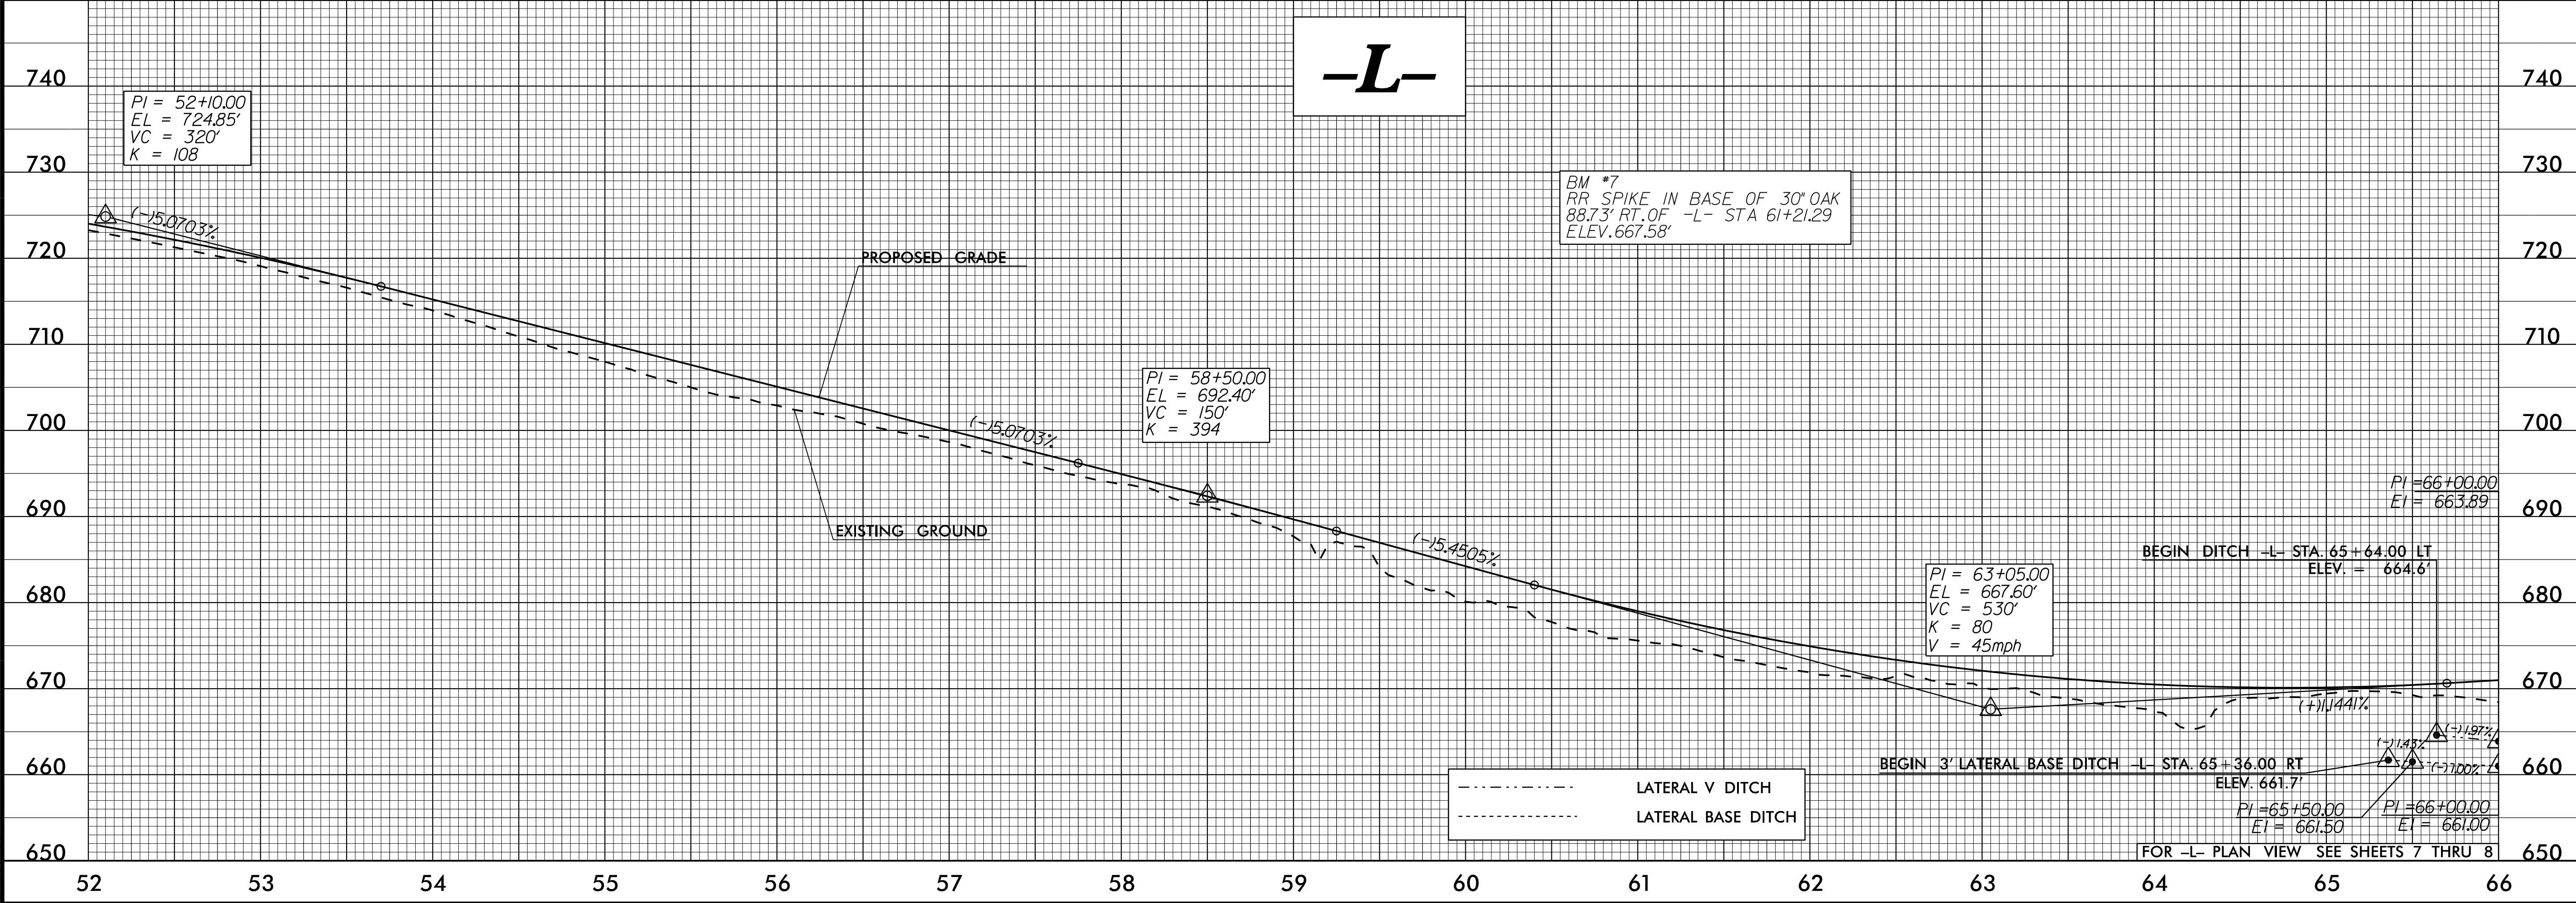 –L–
740
740
PI = 52+10.00
EL = 724.85'
VC = 320'
K = 108
730
730
BM #7
RR SPIKE IN BASE OF 30" OAK
88.73' RT. OF -L- STA 61+21.29
ELEV. 667.58'
(-)5.0703%
720
720
PROPOSED GRADE
710
710
PI = 58+50.00
EL = 692.40'
VC = 150'
K = 394
700
700
(-)5.0703%
PI =66+00.00
El = 663.89
690
690
EXISTING GROUND
(-)5.4505%
BEGIN DITCH –L– STA. 65+64.00 LT
ELEV. = 664.6'
PI = 63+05.00
EL = 667.60'
VC = 530'
K = 80
V = 45mph
680
680
670
670
(+)1.1441%
(-)1.97%
(-)1.43%
660
660
BEGIN 3' LATERAL BASE DITCH –L– STA. 65+36.00 RT
ELEV. 661.7'
(-)1.00%
LATERAL V DITCH
LATERAL BASE DITCH
PI =65+50.00
El = 661.50
PI =66+00.00
El = 661.00
FOR –L– PLAN VIEW SEE SHEETS 7 THRU 8
650
650
52 53 54 55 56 57 58 59 60 61 62 63 64 65 66